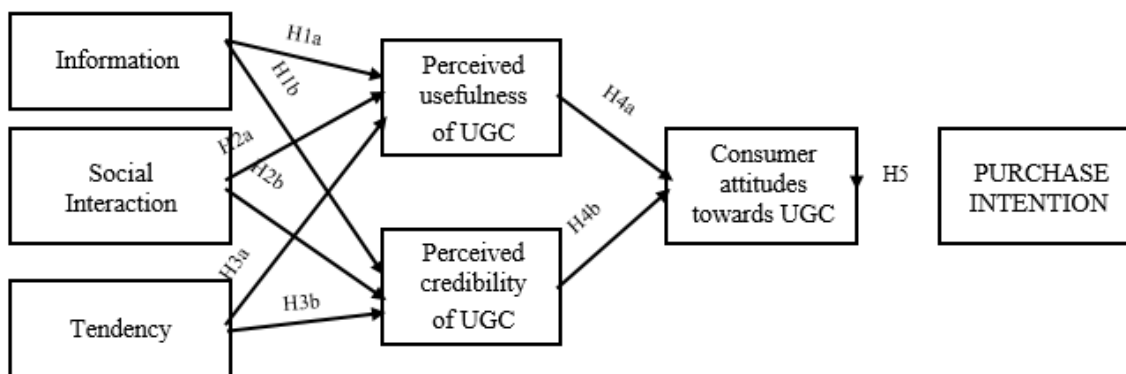 Information
Social
Interaction
Tendency
H1a
H1b
H2a
H2b
H3a
H3b
Perceived
usefulness
of UGC
Perceived
credibility
of UGC
H4a
H4b
Consumer
attitudes
towards UGC
H5
PURCHASE
INTENTION